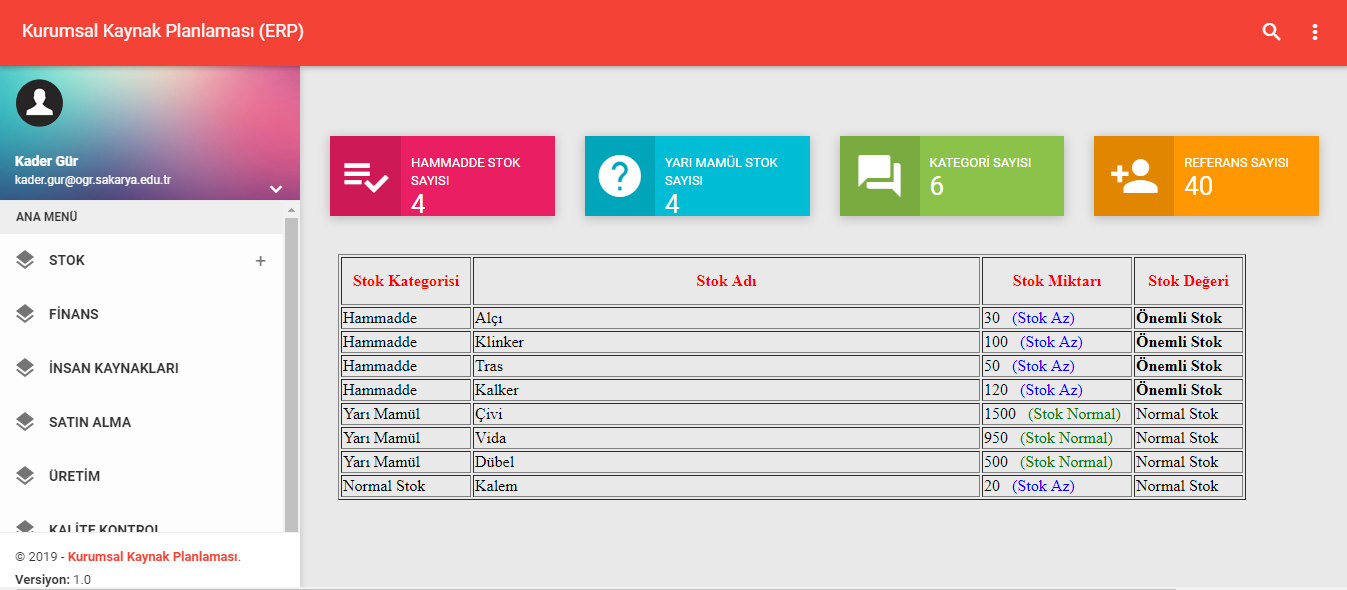 Kurumsal Kaynak Planlaması (ERP)
Kader Gür
kader.gur@ogr.sakarya.edu.tr
ANA MENÜ
STOK
FİNANS
İNSAN KAYNAKLARI
SATIN ALMA
ÜRETİM
KALİTE KONTROL
© 2019 - Kurumsal Kaynak Planlaması.
Versiyon: 1.0
HAMMADDE STOK
SAYISI
4
YARI MAMÜL STOK
SAYISI
4
KATEGORİ SAYISI
6
REFERANS SAYISI
40
Stok Kategorisi Stok Adı Stok Miktarı Stok Değeri
Hammadde Alçı 30 (Stok Az) Önemli Stok
Hammadde Klinker 100 (Stok Az) Önemli Stok
Hammadde Tras 50 (Stok Az) Önemli Stok
Hammadde Kalker 120 (Stok Az) Önemli Stok
Yarı Mamül Çivi 1500 (Stok Normal) Normal Stok
Yarı Mamül Vida 950 (Stok Normal) Normal Stok
Yarı Mamül Dübel 500 (Stok Normal) Normal Stok
Normal Stok Kalem 20 (Stok Az) Normal Stok